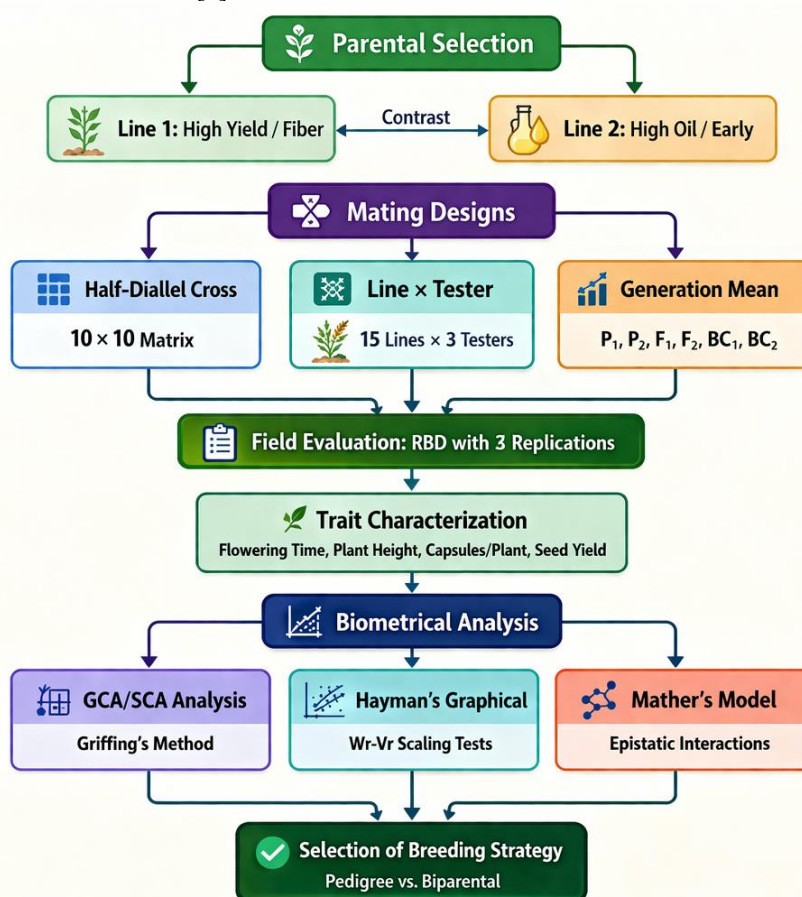 Parental Selection
Line 1: High Yield / Fiber
Contrast
Line 2: High Oil / Early
Mating Designs
Half-Diallel Cross
10 × 10 Matrix
Line × Tester
15 Lines × 3 Testers
Generation Mean
P₁, P₂, F₁, F₂, BC₁, BC₂
Field Evaluation: RBD with 3 Replications
Trait Characterization
Flowering Time, Plant Height, Capsules/Plant, Seed Yield
Biometrical Analysis
GCA/SCA Analysis
Griffing's Method
Hayman's Graphical
Wr-Vr Scaling Tests
Mather's Model
Epistatic Interactions
Selection of Breeding Strategy
Pedigree vs. Biparental